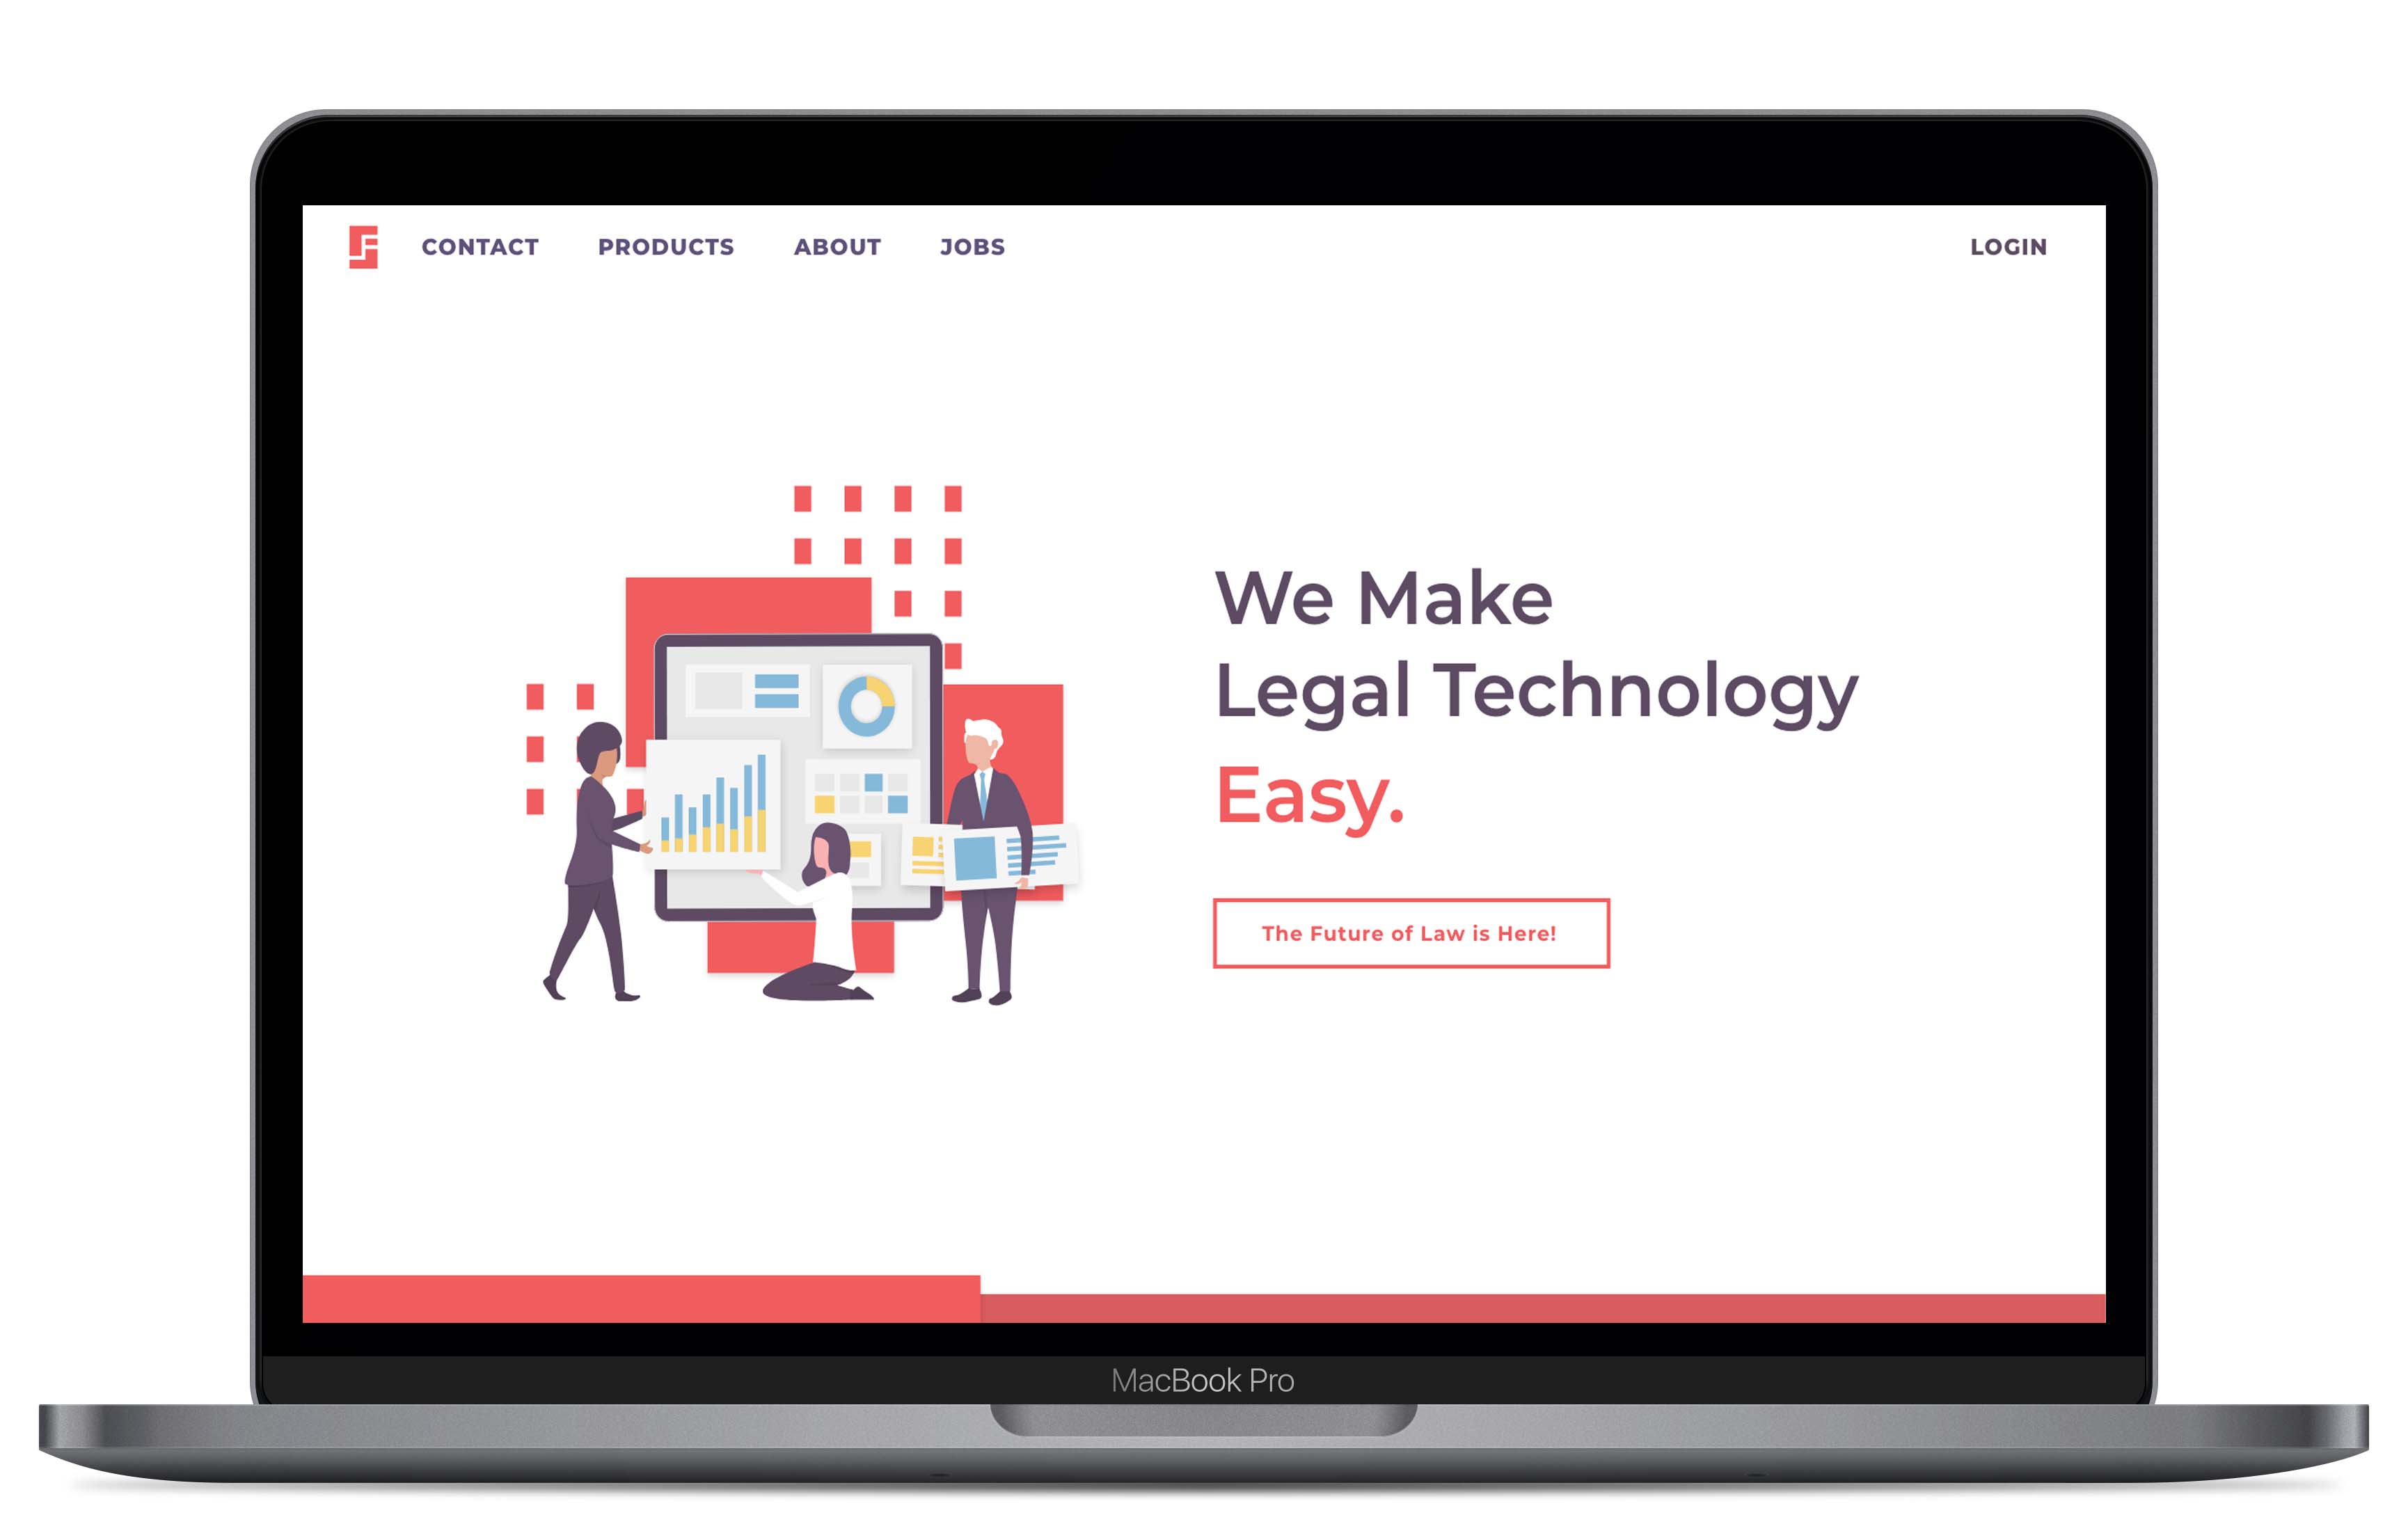 CONTACT PRODUCTS ABOUT JOBS LOGIN
We Make
Legal Technology
Easy.
The Future of Law is Here!
MacBook Pro